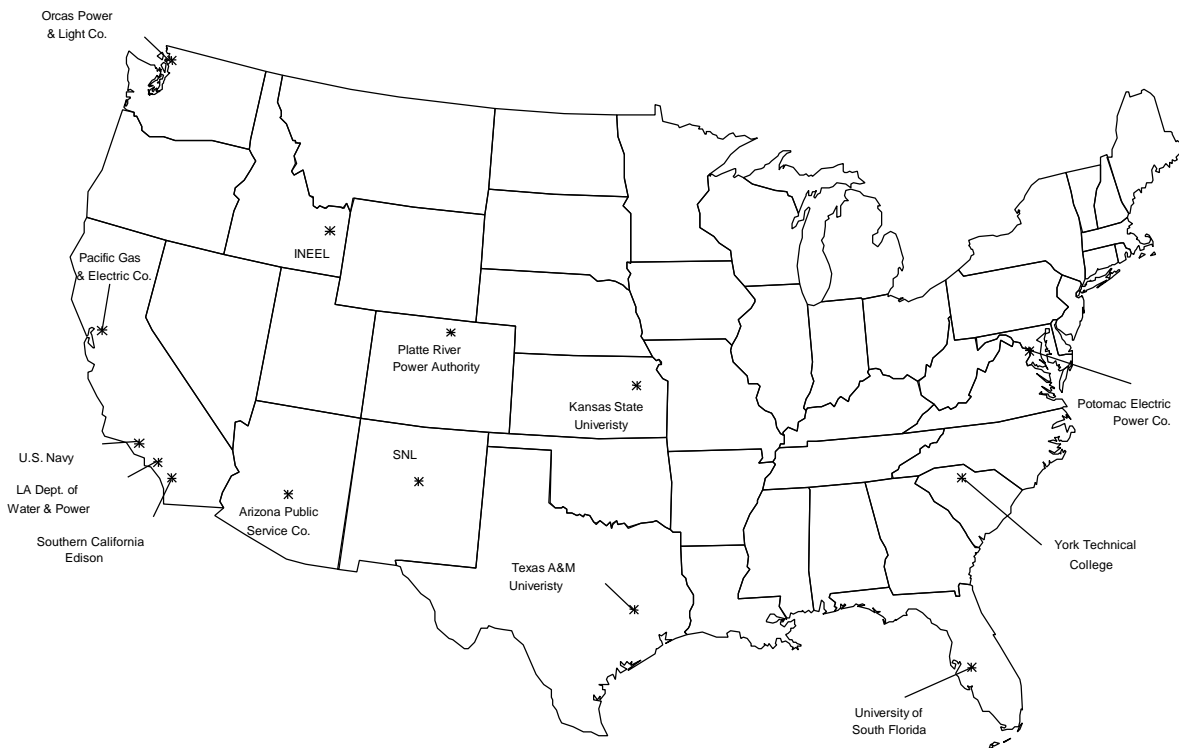 Orcas Power
& Light Co.
INEEL
Pacific Gas
& Electric Co.
Platte River
Power Authority
Kansas State
Univeristy
Potomac Electric
Power Co.
U.S. Navy
SNL
LA Dept. of
Water & Power
Arizona Public
Service Co.
Southern California
Edison
Texas A&M
Univeristy
York Technical
College
University of
South Florida